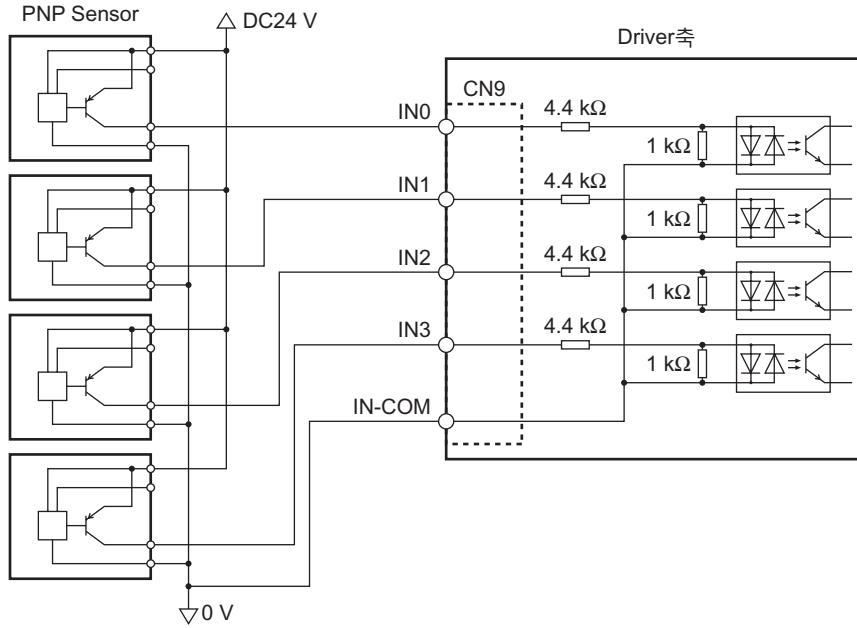 PNP Sensor
DC24 V
Driver축
CN9
IN0
4.4 kΩ
1 kΩ
IN1
4.4 kΩ
1 kΩ
IN2
4.4 kΩ
1 kΩ
IN3
4.4 kΩ
1 kΩ
IN-COM
0 V